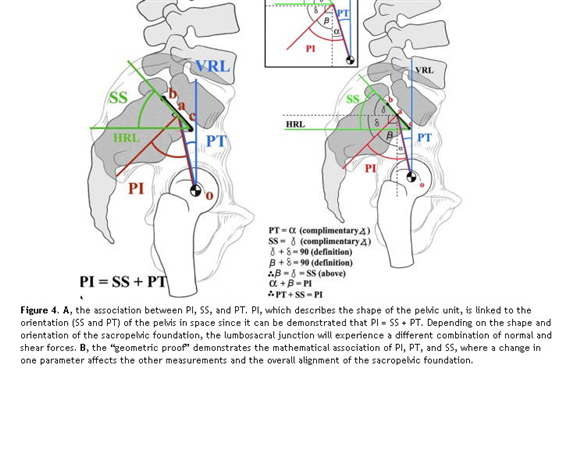 δ
PT
β
α
PI
VRL
SS
b
a
c
HRL
PT
PI
o
PI = SS + PT
VRL
SS
b
a
c
HRL
δ
δ
β
PT
α
PI
o
PT = α (complimentary∡)
SS = δ (complimentary∡)
δ + δ = 90 (definition)
β + δ = 90 (definition)
∴β = δ = SS (above)
α + β = PI
∴PT + SS = PI
Figure 4. A, the association between PI, SS, and PT. PI, which describes the shape of the pelvic unit, is linked to the
orientation (SS and PT) of the pelvis in space since it can be demonstrated that PI = SS + PT. Depending on the shape and
orientation of the sacropelvic foundation, the lumbosacral junction will experience a different combination of normal and
shear forces. B, the “geometric proof” demonstrates the mathematical association of PI, PT, and SS, where a change in
one parameter affects the other measurements and the overall alignment of the sacropelvic foundation.